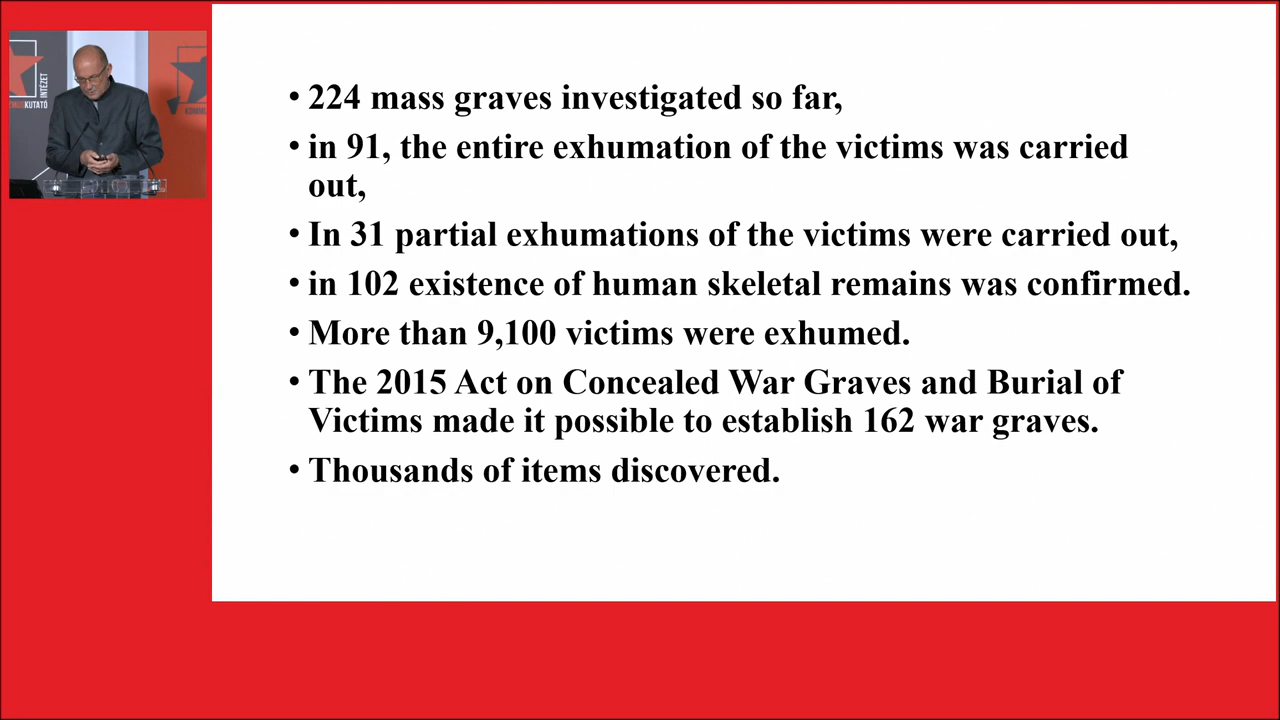 INTÉZET
KUTATÓ
• 224 mass graves investigated so far,
• in 91, the entire exhumation of the victims was carried
out,
• In 31 partial exhumations of the victims were carried out,
• in 102 existence of human skeletal remains was confirmed.
• More than 9,100 victims were exhumed.
• The 2015 Act on Concealed War Graves and Burial of
Victims made it possible to establish 162 war graves.
• Thousands of items discovered.